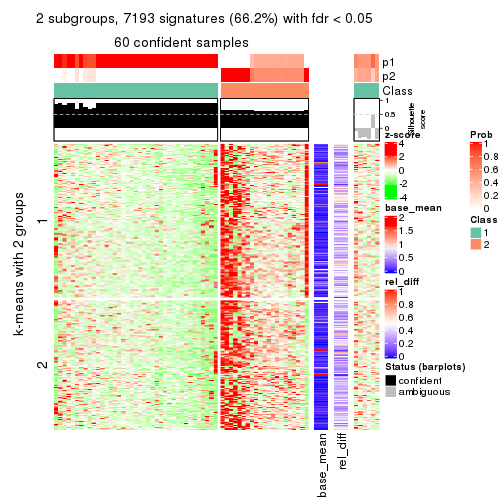 2 subgroups, 7193 signatures (66.2%) with fdr < 0.05
60 confident samples
p1
p2
Class
1
0.5
0
Silhouette
score
k-means with 2 groups
1
2
base_mean
rel_diff
z-score
4
2
0
-2
-4
base_mean
2
1.5
1
0.5
0
rel_diff
1
0.8
0.6
0.4
0.2
0
Status (barplots)
confident
ambiguous
Prob
1
0.8
0.6
0.4
0.2
0
Class
1
2